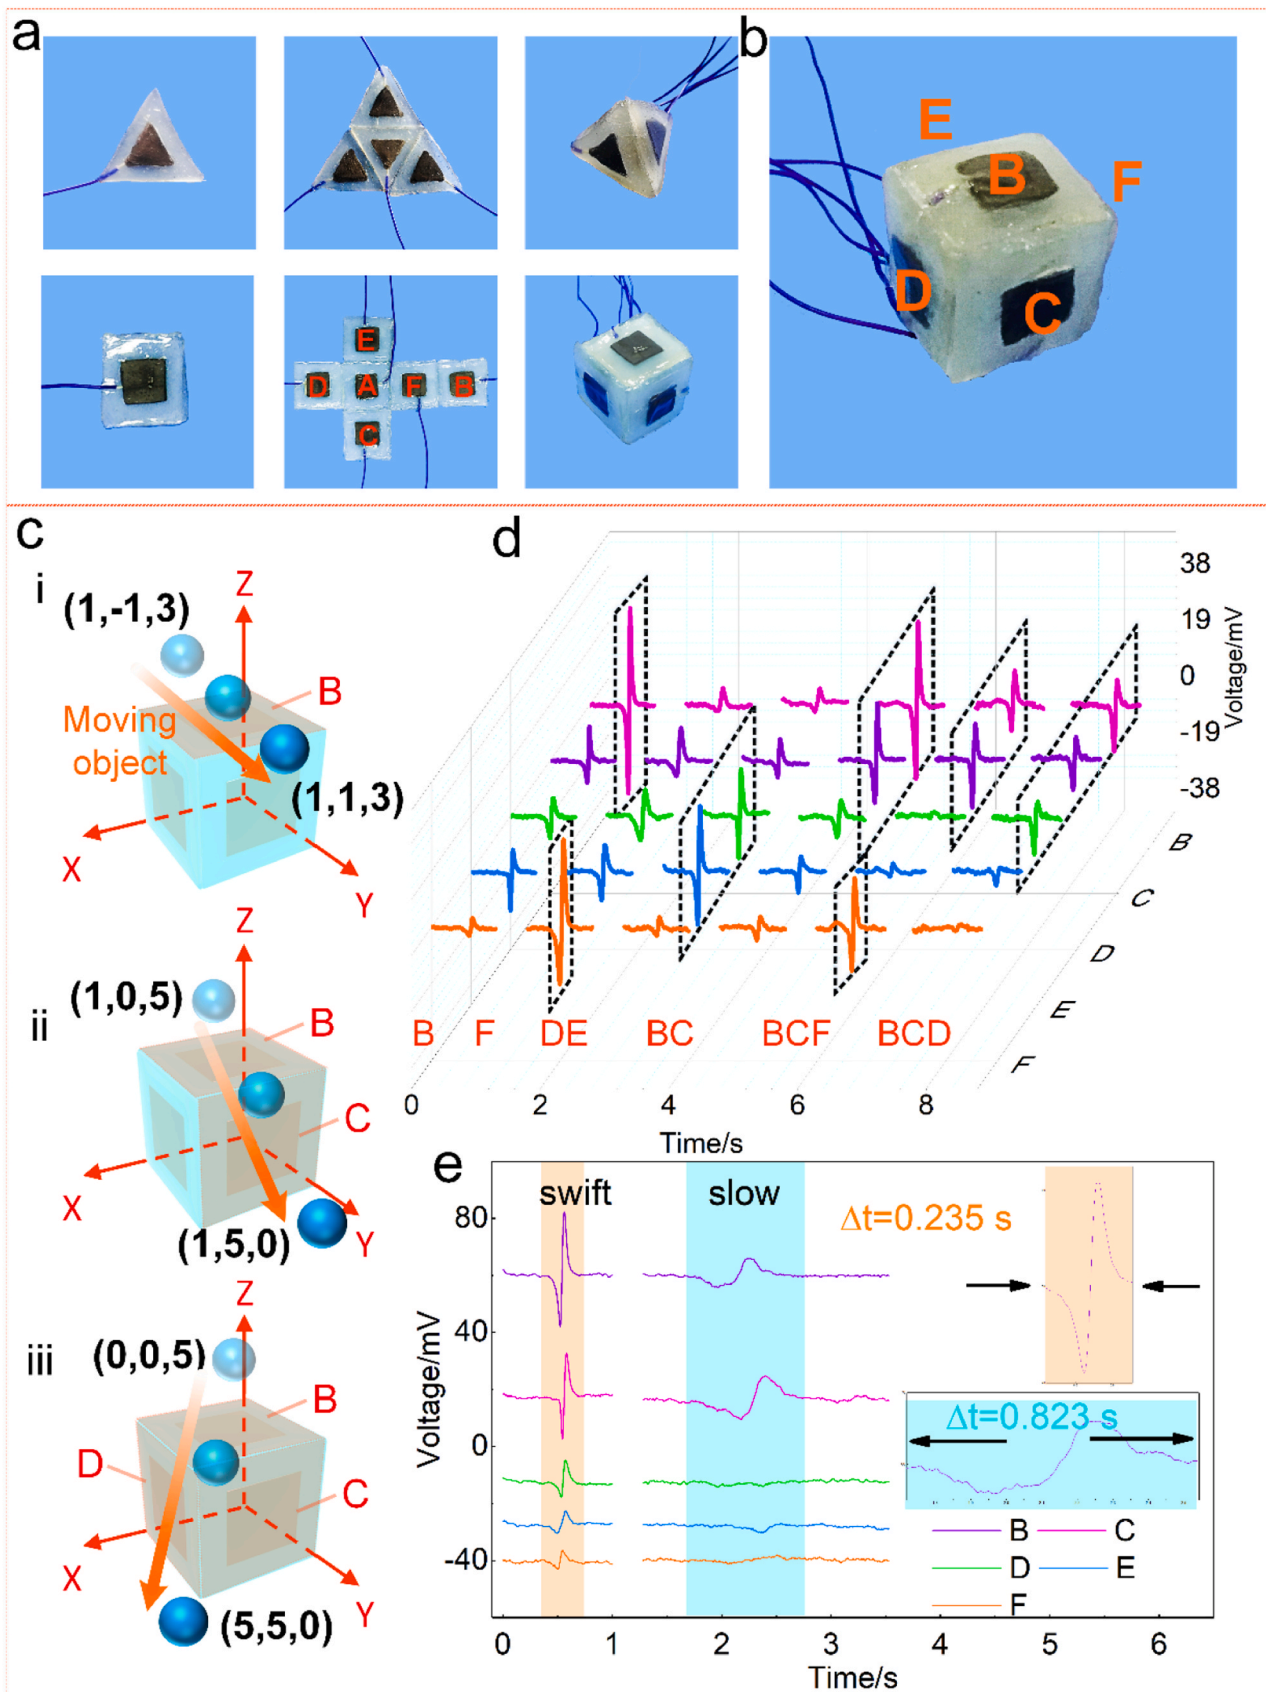 a
b
E
B
F
D
C
E
D A F B
C
c
i
(1,-1,3)
Z
B
Moving
object
(1,1,3)
X
Y
ii
(1,0,5)
Z
B
C
X
(1,5,0)
Y
iii
(0,0,5)
Z
B
D
C
X
Y
(5,5,0)
d
38
19
0
-19
-38
Voltage/mV
B
C
D
E
F
B F DE BC BCF BCD
0 2 4 6 8
Time/s
e
swift slow
Δt=0.235 s
Δt=0.823 s
80
40
0
-40
Voltage/mV
B C
D E
F
0 1 2 3 4 5 6
Time/s